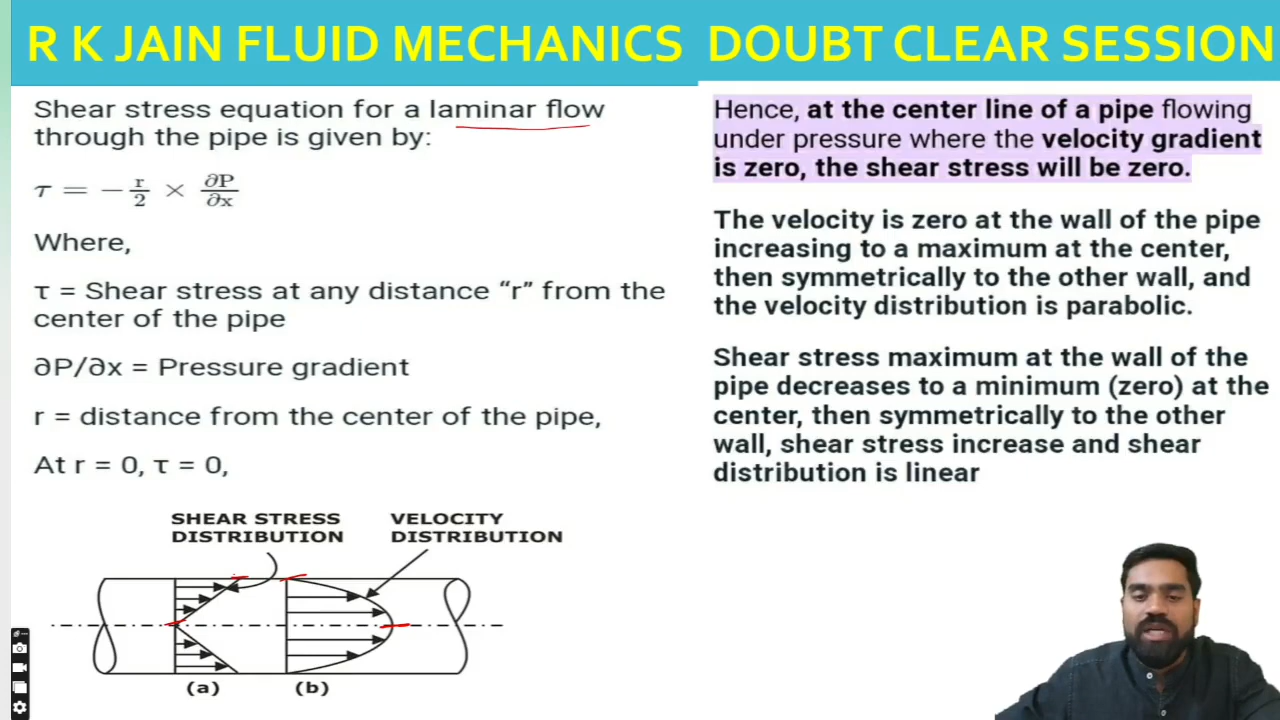 R K JAIN FLUID MECHANICS DOUBT CLEAR SESSION
Shear stress equation for a laminar flow
through the pipe is given by:
τ = − r/2 × ∂P/∂x
Where,
τ = Shear stress at any distance “r” from the
center of the pipe
∂P/∂x = Pressure gradient
r = distance from the center of the pipe,
At r = 0, τ = 0,
SHEAR STRESS
DISTRIBUTION
VELOCITY
DISTRIBUTION
(a)
(b)
Hence, at the center line of a pipe flowing
under pressure where the velocity gradient
is zero, the shear stress will be zero.
The velocity is zero at the wall of the pipe
increasing to a maximum at the center,
then symmetrically to the other wall, and
the velocity distribution is parabolic.
Shear stress maximum at the wall of the
pipe decreases to a minimum (zero) at the
center, then symmetrically to the other
wall, shear stress increase and shear
distribution is linear